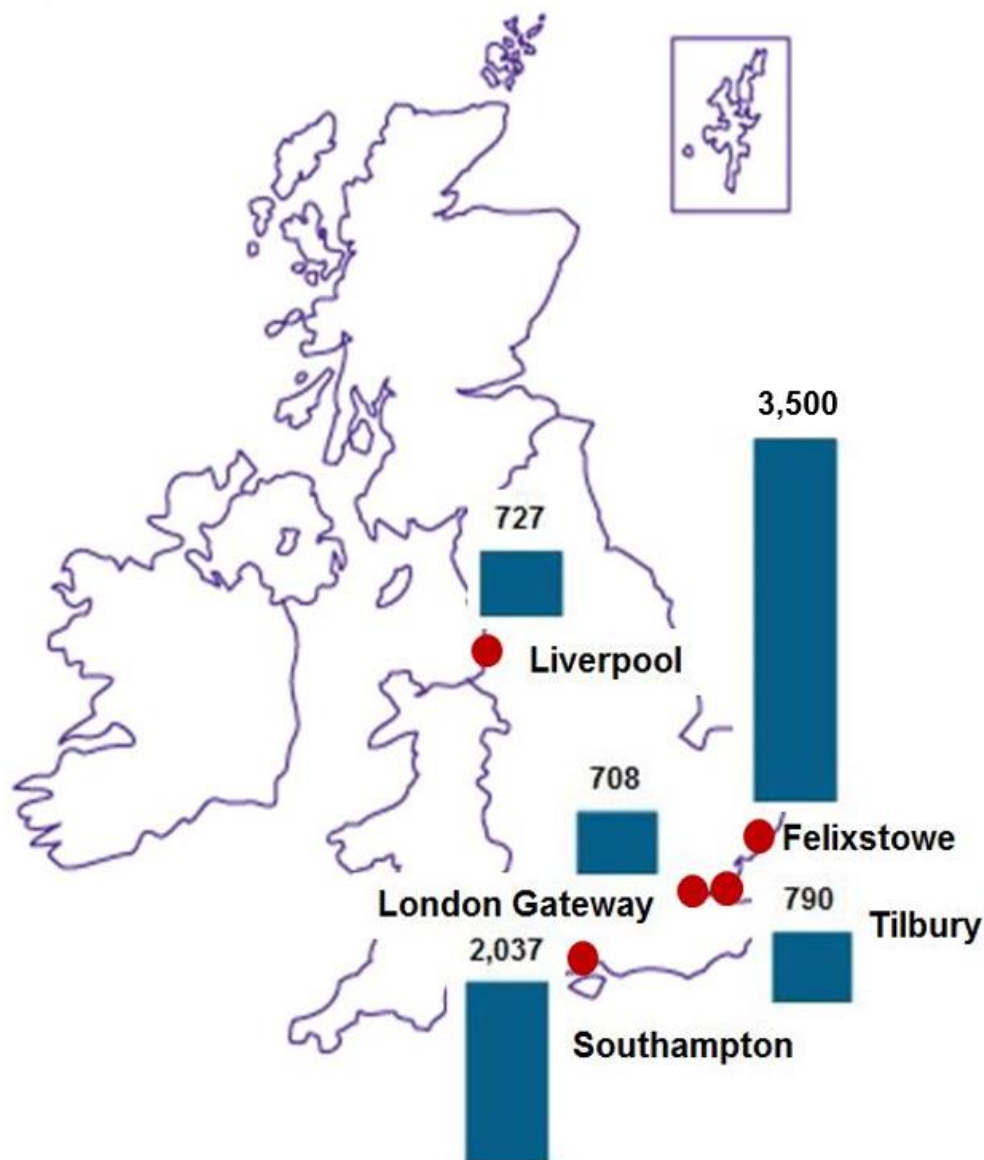 3,500
727
Liverpool
708
Felixstowe
London Gateway
790
Tilbury
2,037
Southampton